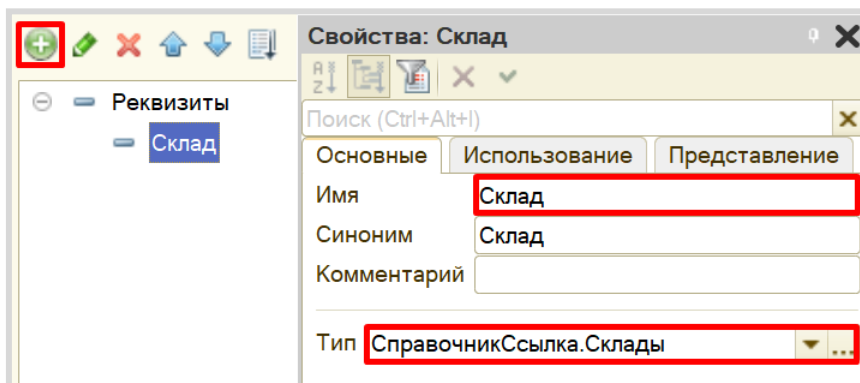 Свойства: Склад
Реквизиты
Склад
Поиск (Ctrl+Alt+I)
Основные Использование Представление
Имя Склад
Синоним Склад
Комментарий
Тип СправочникСсылка.Склады ...